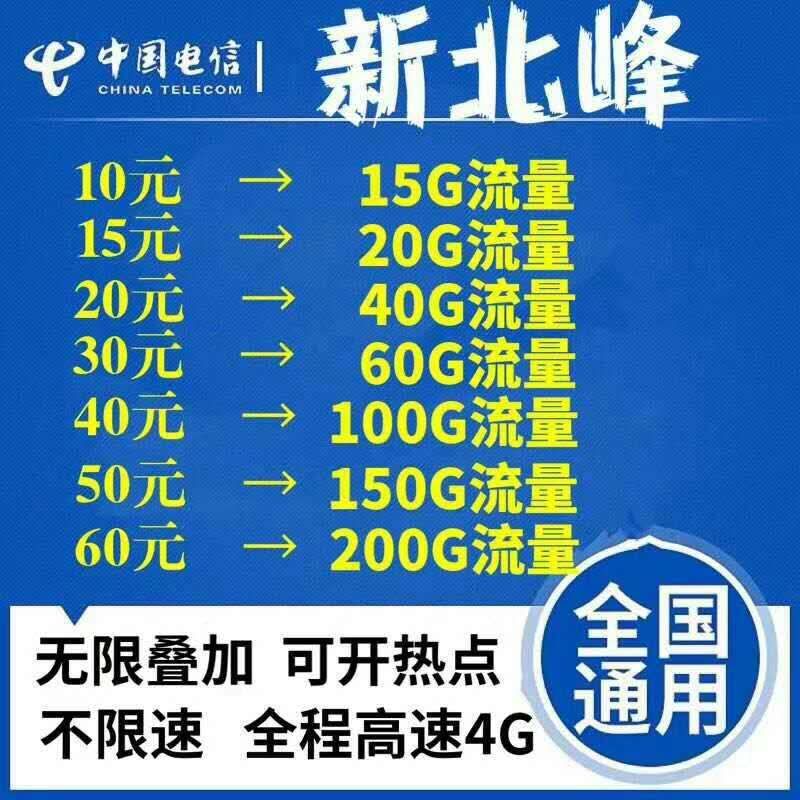 中国电信
CHINA TELECOM
新北峰
10元 → 15G流量
15元 → 20G流量
20元 → 40G流量
30元 → 60G流量
40元 → 100G流量
50元 → 150G流量
60元 → 200G流量
无限叠加 可开热点
不限速 全程高速4G
全国
通用